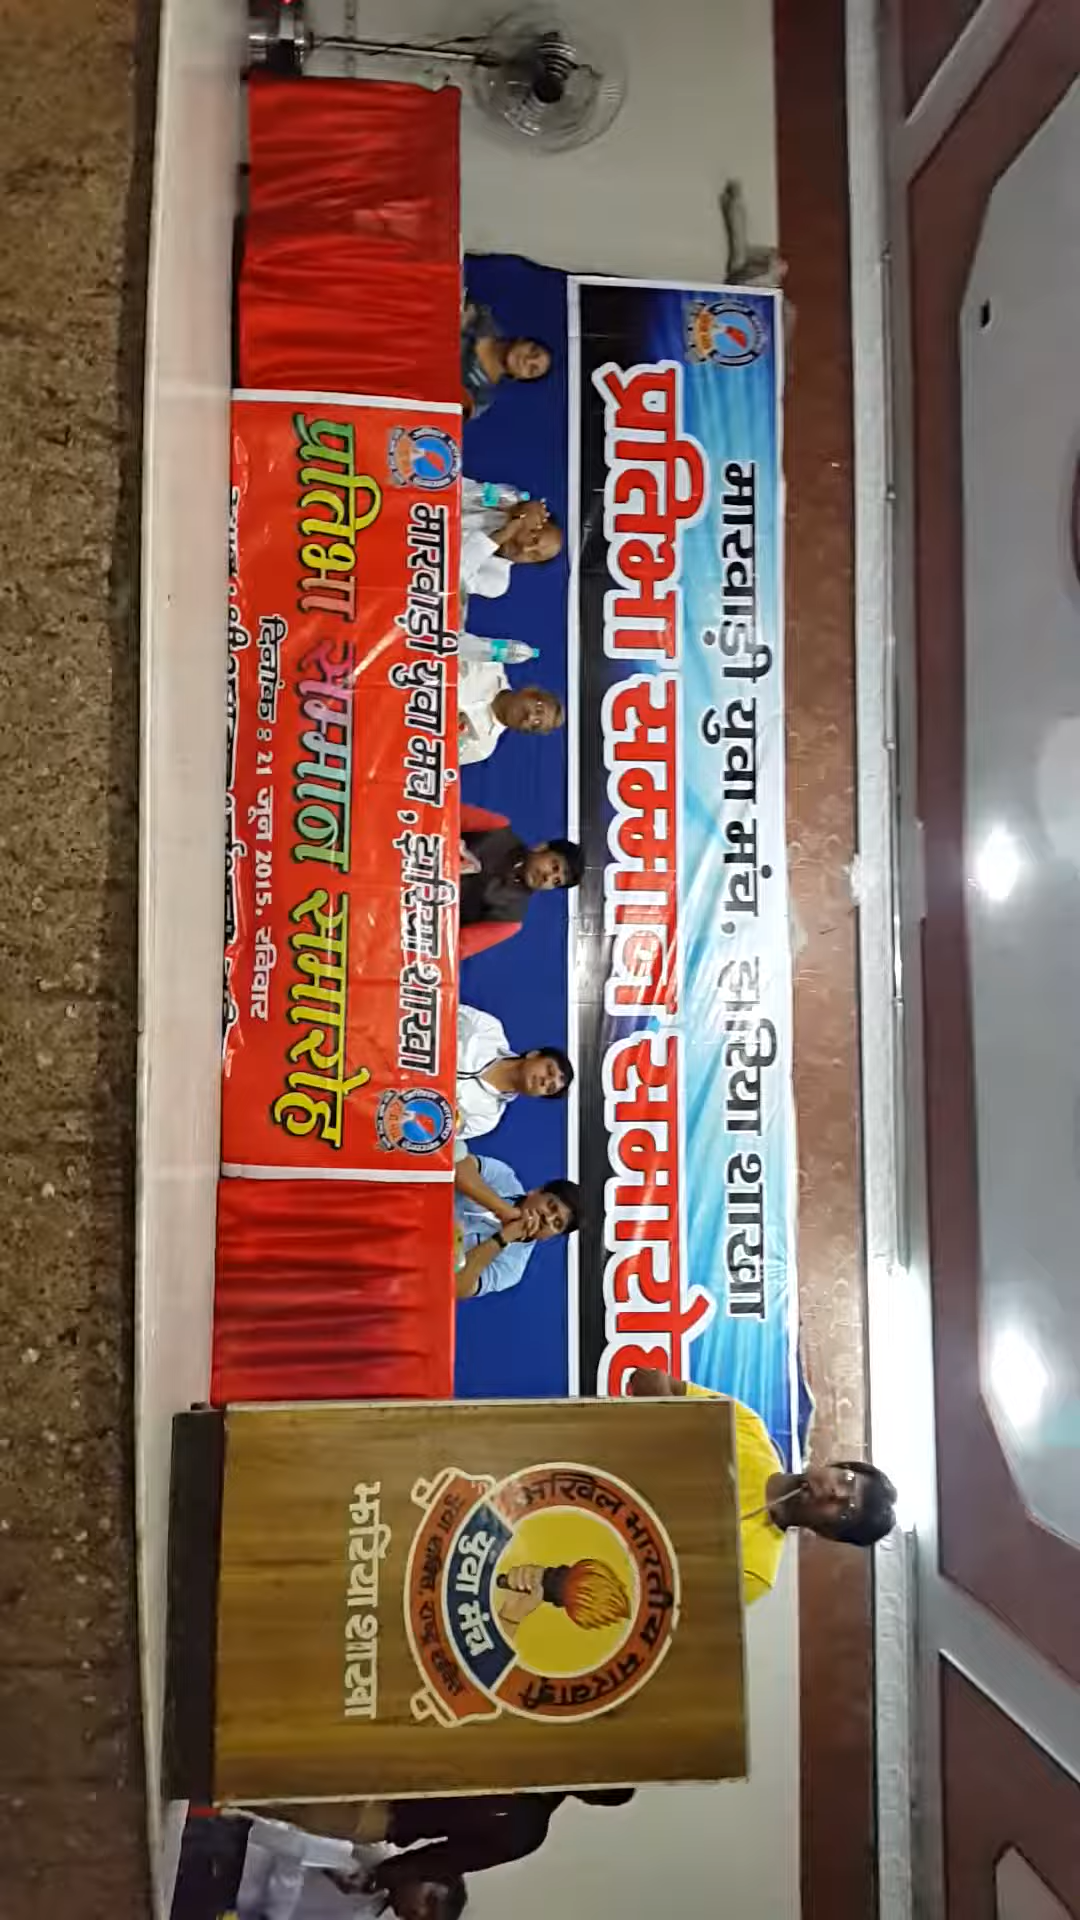 मारवाड़ी युवा मंच, झरिया शाखा
प्रतिभा सम्मान समारोह
मारवाड़ी युवा मंच, झरिया शाखा
प्रतिभा सम्मान समारोह
दिनांक : 21 जून 2015, रविवार
अखिल भारतीय मारवाड़ी
युवा मंच
झरिया शाखा